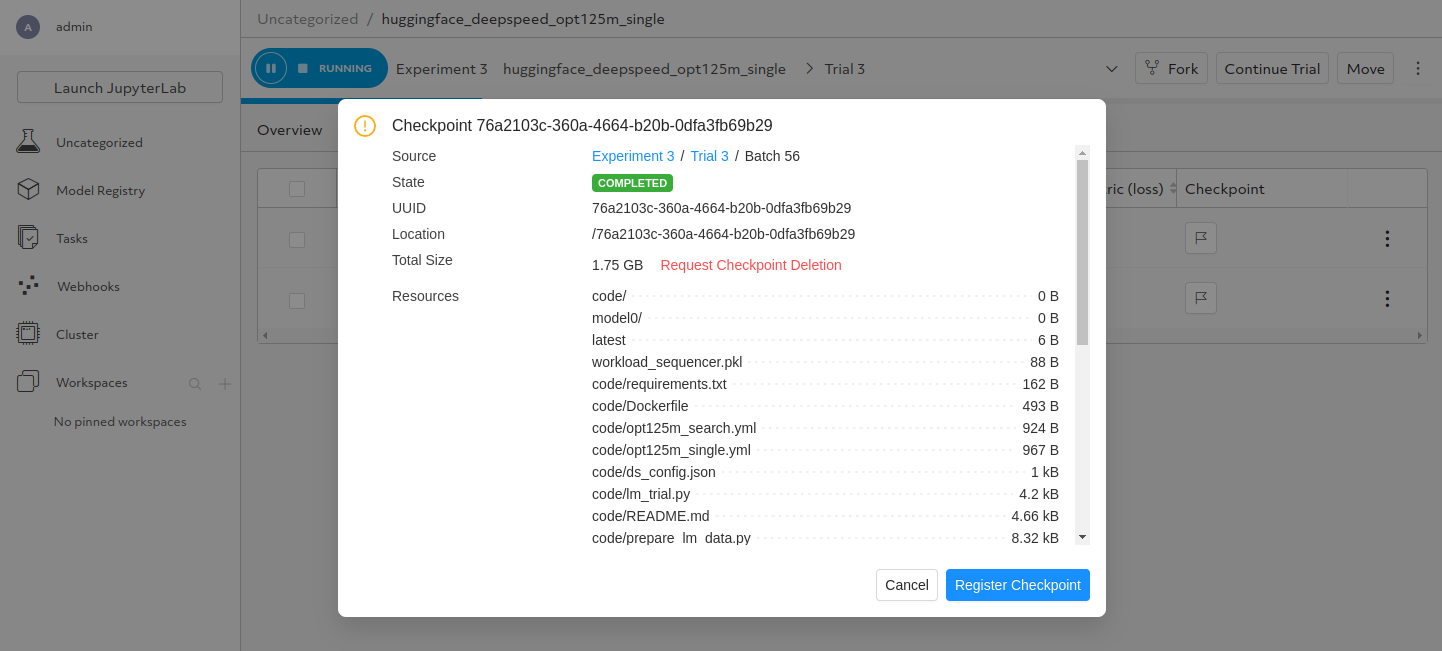 A admin
Launch JupyterLab
Uncategorized
Model Registry
Tasks
Webhooks
Cluster
Workspaces
No pinned workspaces
Uncategorized / huggingface_deepspeed_opt125m_single
RUNNING Experiment 3 huggingface_deepspeed_opt125m_single Trial 3 Fork Continue Trial Move
Overview
ric (loss) Checkpoint
Checkpoint 76a2103c-360a-4664-b20b-0dfa3fb69b29
Source Experiment 3 / Trial 3 / Batch 56
State COMPLETED
UUID 76a2103c-360a-4664-b20b-0dfa3fb69b29
Location /76a2103c-360a-4664-b20b-0dfa3fb69b29
Total Size 1.75 GB Request Checkpoint Deletion
Resources code/ 0 B
model0/ 0 B
latest 6 B
workload_sequencer.pkl 88 B
code/requirements.txt 162 B
code/Dockerfile 493 B
code/opt125m_search.yml 924 B
code/opt125m_single.yml 967 B
code/ds_config.json 1 kB
code/lm_trial.py 4.2 kB
code/README.md 4.66 kB
code/prepare_lm_data.py 8.32 kB
Cancel Register Checkpoint